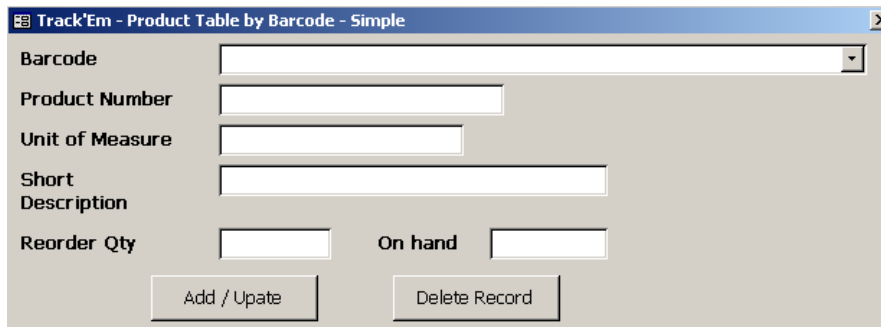 Track'Em - Product Table by Barcode - Simple
Barcode
Product Number
Unit of Measure
Short
Description
Reorder Qty On hand
Add / Upate Delete Record